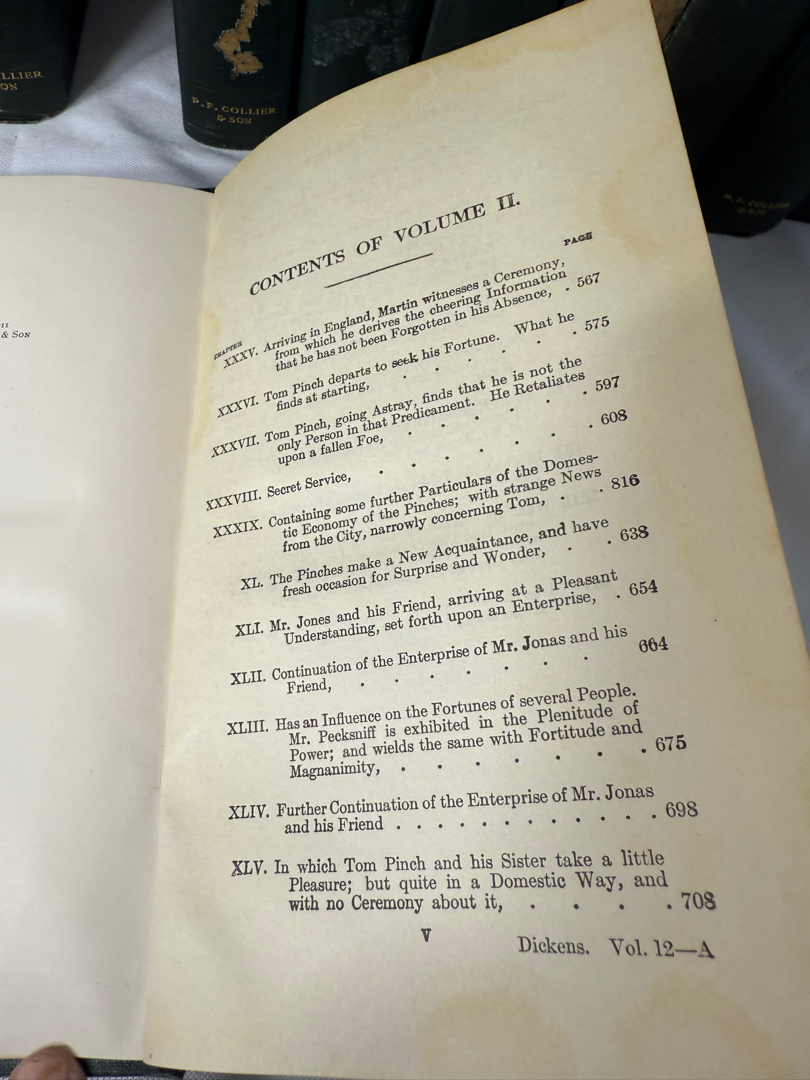 LLIER
ON
P. F. COLLIER
& SON
P. F. COLLIER
& SON
11
& SON
CONTENTS OF VOLUME II.
PAGE
CHAPTER
XXXV. Arriving in England, Martin witnesses a Ceremony,
from which he derives the cheering Information
that he has not been Forgotten in his Absence, . 567
XXXVI. Tom Pinch departs to seek his Fortune. What he
finds at starting, . . . . . . 575
XXXVII. Tom Pinch, going Astray, finds that he is not the
only Person in that Predicament. He Retaliates
upon a fallen Foe, . . . . . . 597
XXXVIII. Secret Service, . . . . . . . 608
XXXIX. Containing some further Particulars of the Domes-
tic Economy of the Pinches; with strange News
from the City, narrowly concerning Tom, . . 816
XL. The Pinches make a New Acquaintance, and have
fresh occasion for Surprise and Wonder, . . 638
XLI. Mr. Jones and his Friend, arriving at a Pleasant
Understanding, set forth upon an Enterprise, . 654
XLII. Continuation of the Enterprise of Mr. Jonas and his
Friend, . . . . . . . 664
XLIII. Has an Influence on the Fortunes of several People.
Mr. Pecksniff is exhibited in the Plenitude of
Power; and wields the same with Fortitude and
Magnanimity, . . . . . . . 675
XLIV. Further Continuation of the Enterprise of Mr. Jonas
and his Friend . . . . . . . . . . . 698
XLV. In which Tom Pinch and his Sister take a little
Pleasure; but quite in a Domestic Way, and
with no Ceremony about it, . . . . 708
V
Dickens. Vol. 12—A